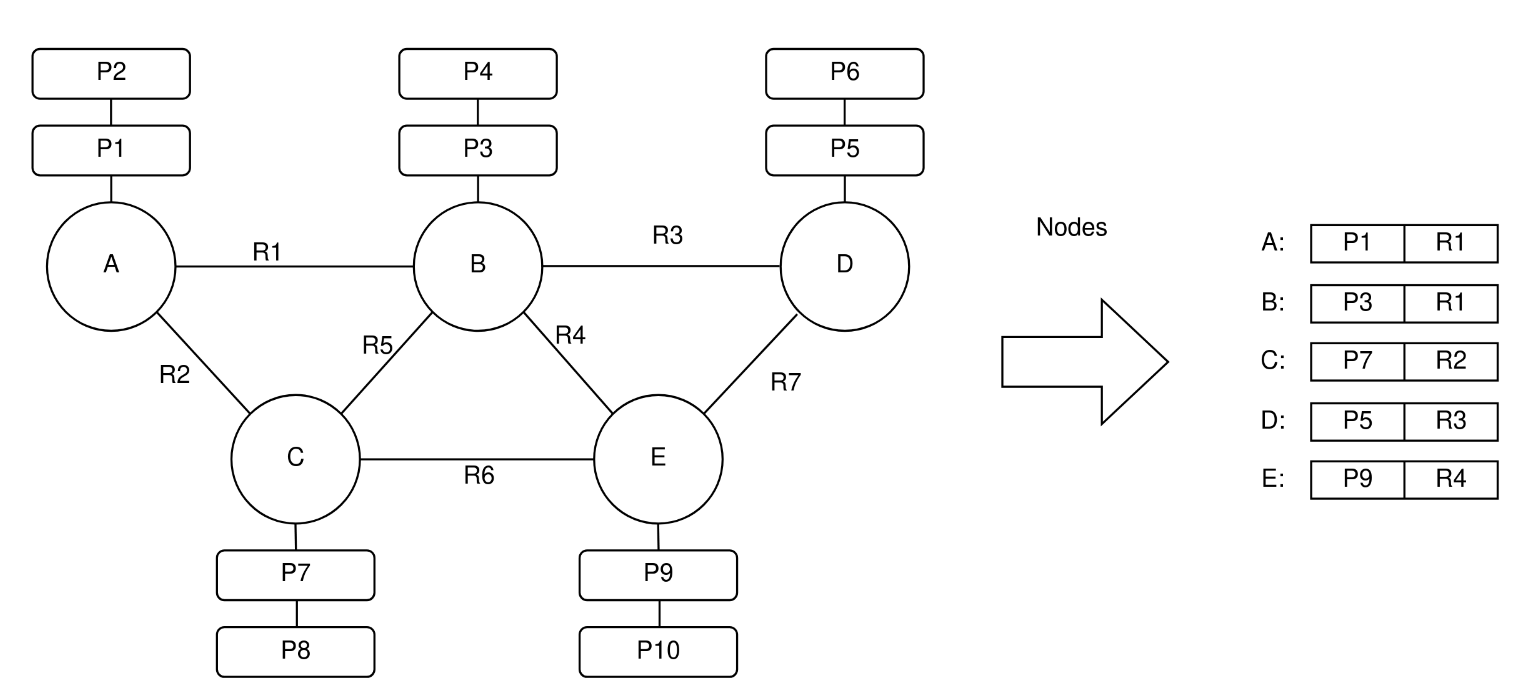 P2
P4
P6
P1
P3
P5
A
R1
B
R3
D
R2
R5
R4
R7
C
R6
E
P7
P9
P8
P10
Nodes
A: P1 R1
B: P3 R1
C: P7 R2
D: P5 R3
E: P9 R4